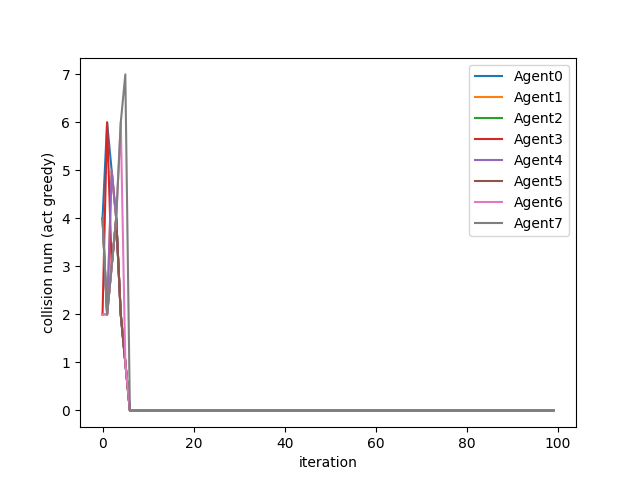 7
6
5
4
3
2
1
0
collision num (act greedy)
Agent0
Agent1
Agent2
Agent3
Agent4
Agent5
Agent6
Agent7
0 20 40 60 80 100
iteration